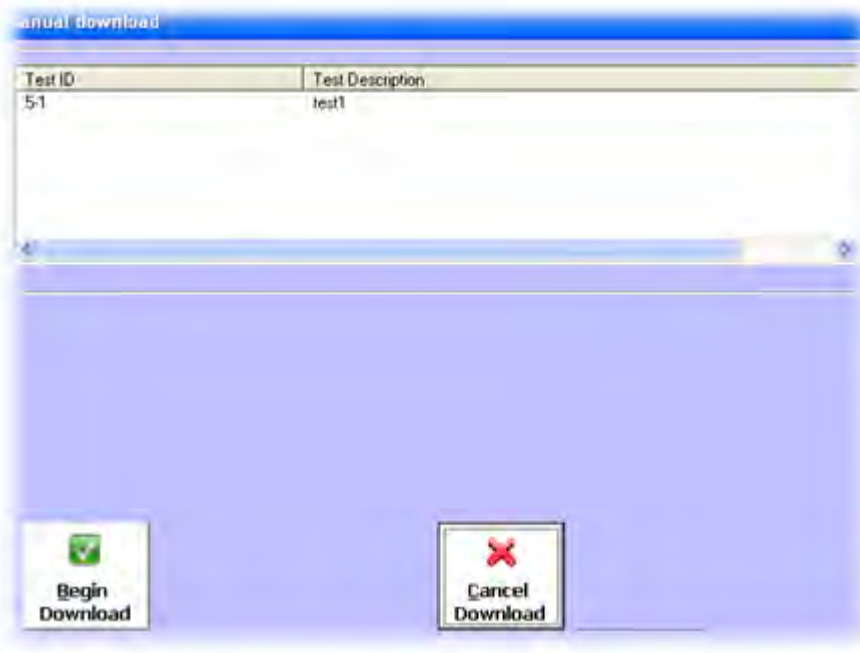 anual download
Test ID Test Description
5-1 test1
Begin
Download
Cancel
Download